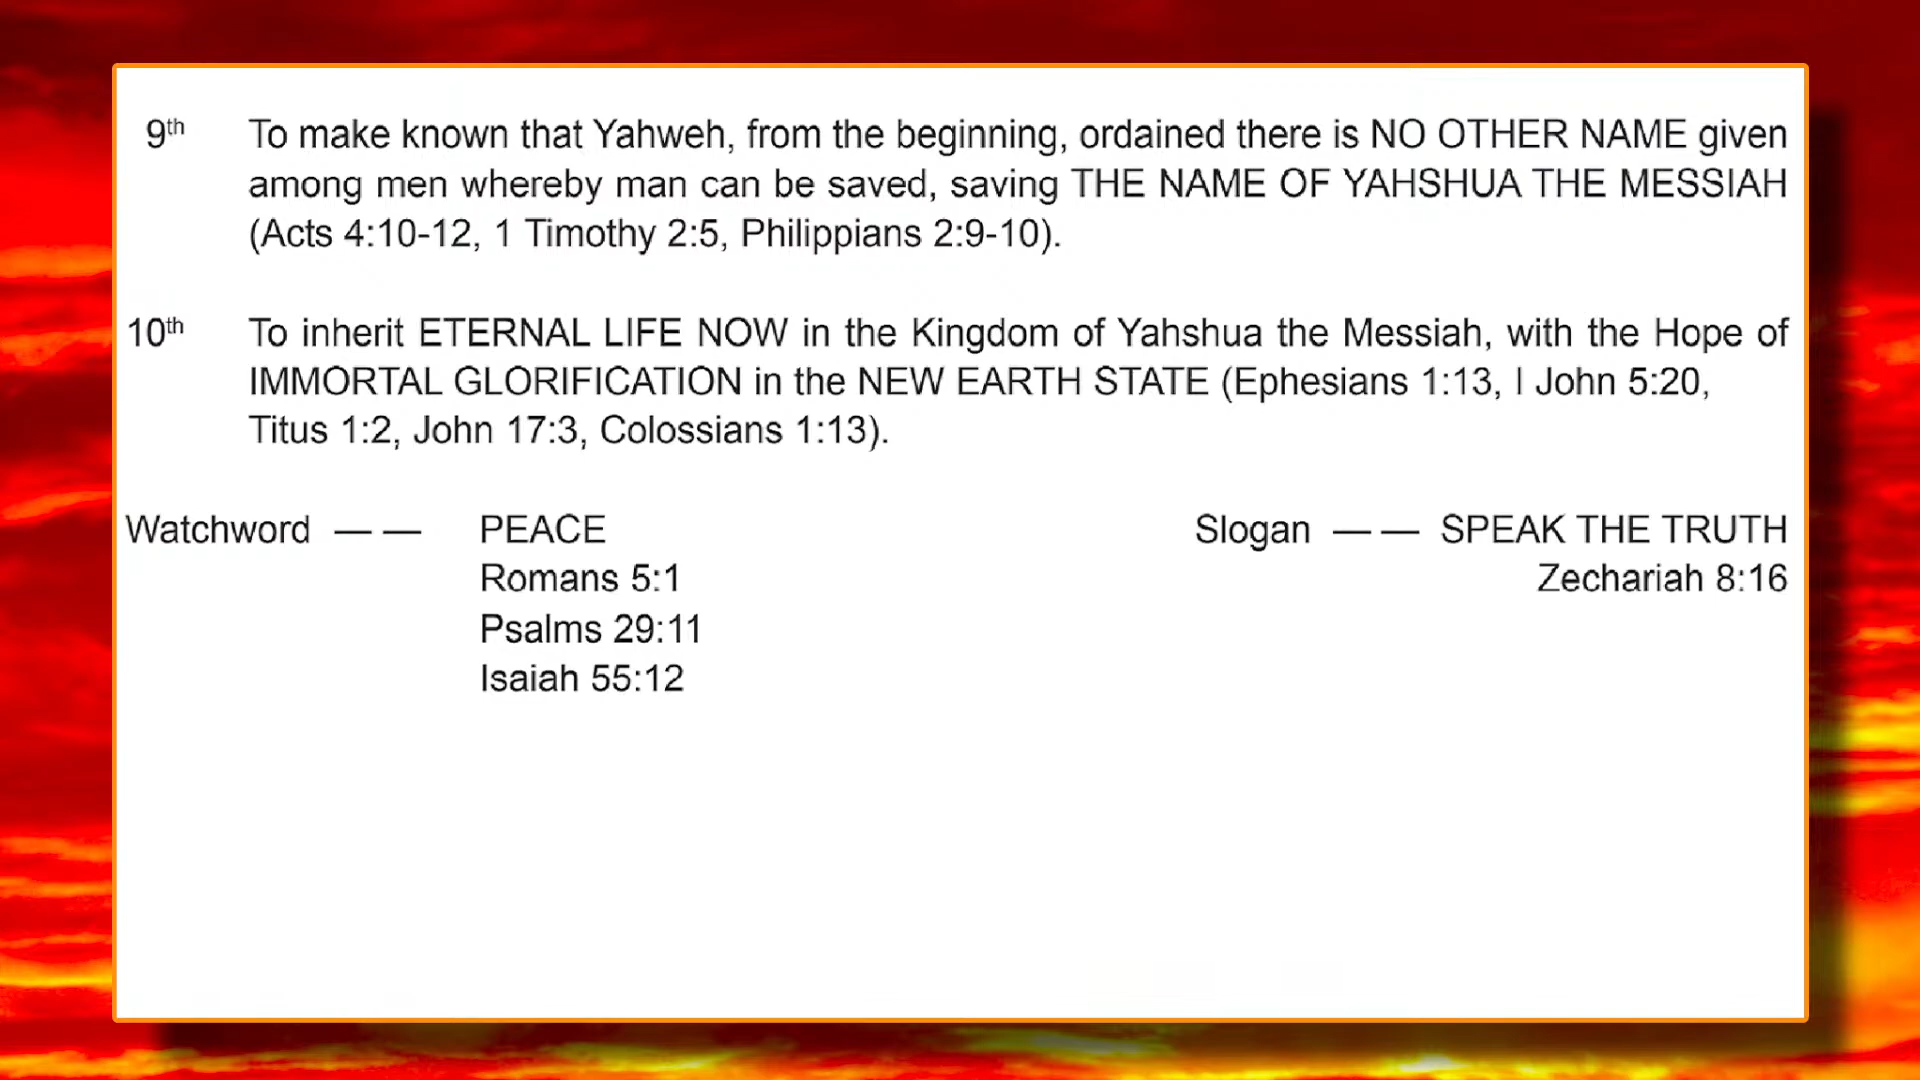 9th To make known that Yahweh, from the beginning, ordained there is NO OTHER NAME given
among men whereby man can be saved, saving THE NAME OF YAHSHUA THE MESSIAH
(Acts 4:10-12, 1 Timothy 2:5, Philippians 2:9-10).
10th To inherit ETERNAL LIFE NOW in the Kingdom of Yahshua the Messiah, with the Hope of
IMMORTAL GLORIFICATION in the NEW EARTH STATE (Ephesians 1:13, I John 5:20,
Titus 1:2, John 17:3, Colossians 1:13).
Watchword — — PEACE
Romans 5:1
Psalms 29:11
Isaiah 55:12
Slogan — — SPEAK THE TRUTH
Zechariah 8:16